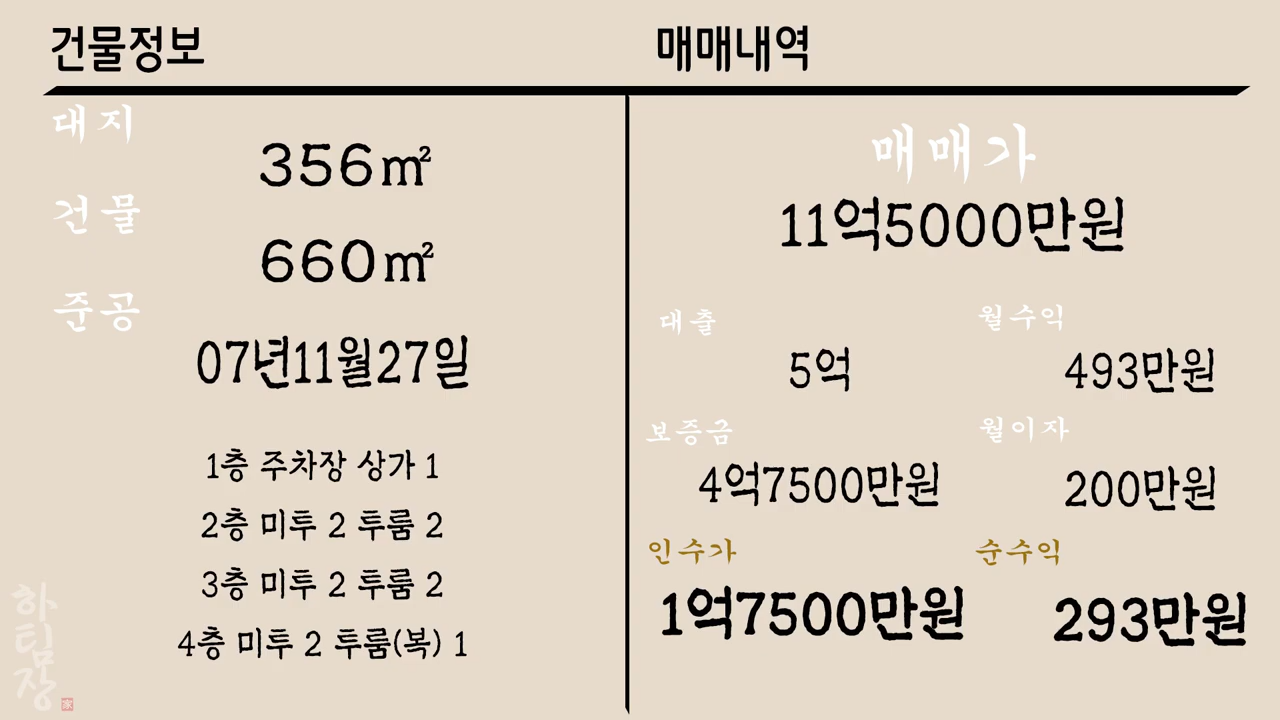 건물정보
대지
356㎡
건물
660㎡
준공
07년11월27일
1층 주차장 상가 1
2층 미투 2 투룸 2
3층 미투 2 투룸 2
4층 미투 2 투룸(복) 1
하팀장
매매내역
매매가
11억5000만원
대출
5억
월수익
493만원
보증금
4억7500만원
월이자
200만원
인수가
1억7500만원
순수익
293만원